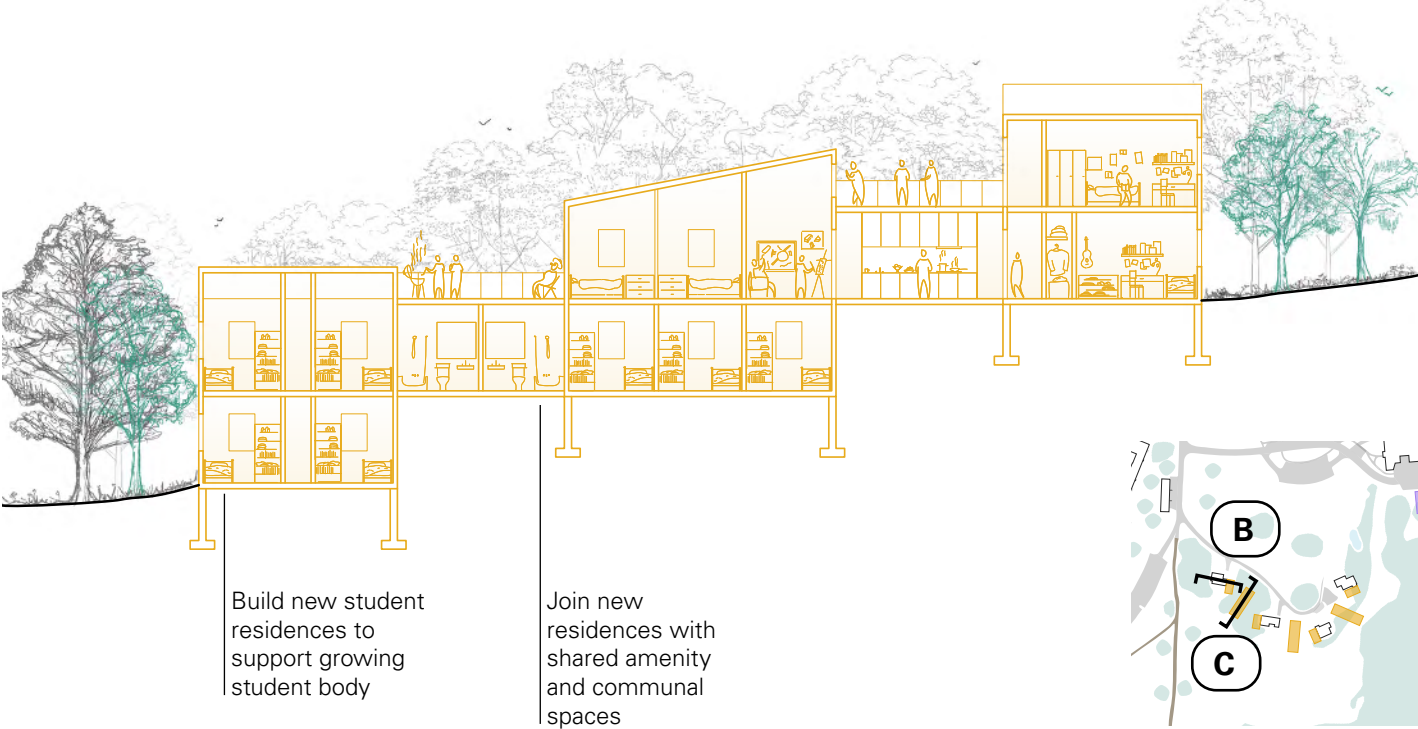 Build new student
residences to
support growing
student body
Join new
residences with
shared amenity
and communal
spaces
B
C